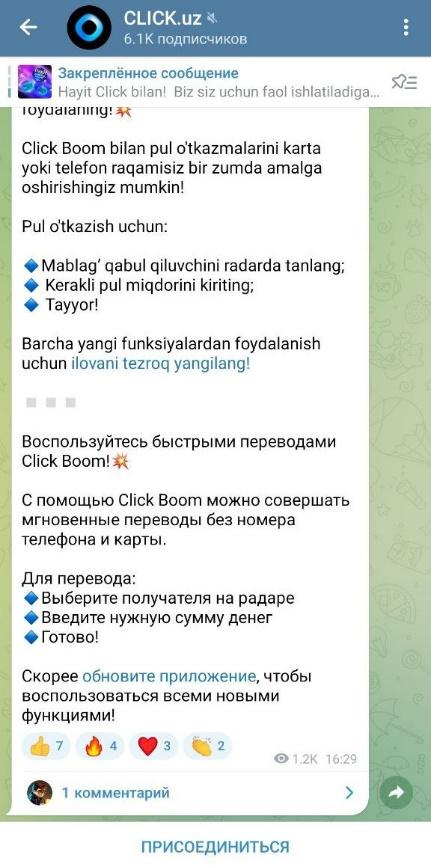 CLICK.uz
6.1K подписчиков
Закреплённое сообщение
Hayit Click bilan! Biz siz uchun faol ishlatiladiga...
foydalaning!💥
Click Boom bilan pul o'tkazmalarini karta
yoki telefon raqamisiz bir zumda amalga
oshirishingiz mumkin!
Pul o'tkazish uchun:
🔷Mablag‘ qabul qiluvchini radarda tanlang;
🔷 Kerakli pul miqdorini kiriting;
🔷 Tayyor!
Barcha yangi funksiyalardan foydalanish
uchun ilovani tezroq yangilang!
Воспользуйтесь быстрыми переводами
Click Boom!💥
С помощью Click Boom можно совершать
мгновенные переводы без номера
телефона и карты.
Для перевода:
🔷Выберите получателя на радаре
🔷Введите нужную сумму денег
🔷Готово!
Скорее обновите приложение, чтобы
воспользоваться всеми новыми
функциями!
👍 7 🔥 4 ❤️ 3 👏 2
1.2K 16:29
1 комментарий
ПРИСОЕДИНИТЬСЯ